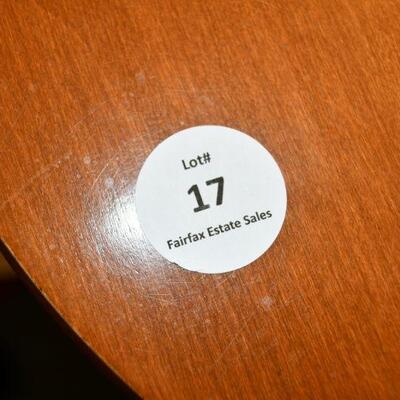 Lot#
17
Fairfax Estate Sales